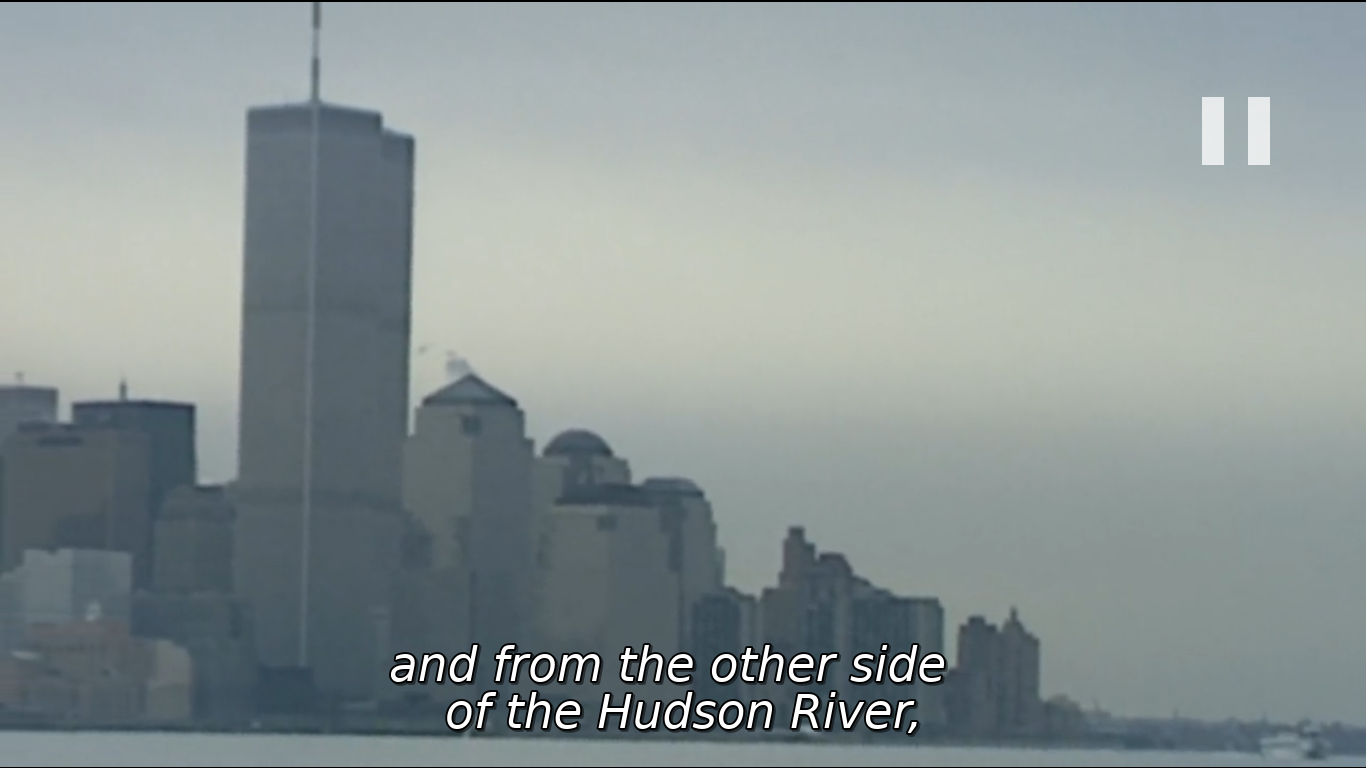 and from the other side
of the Hudson River,